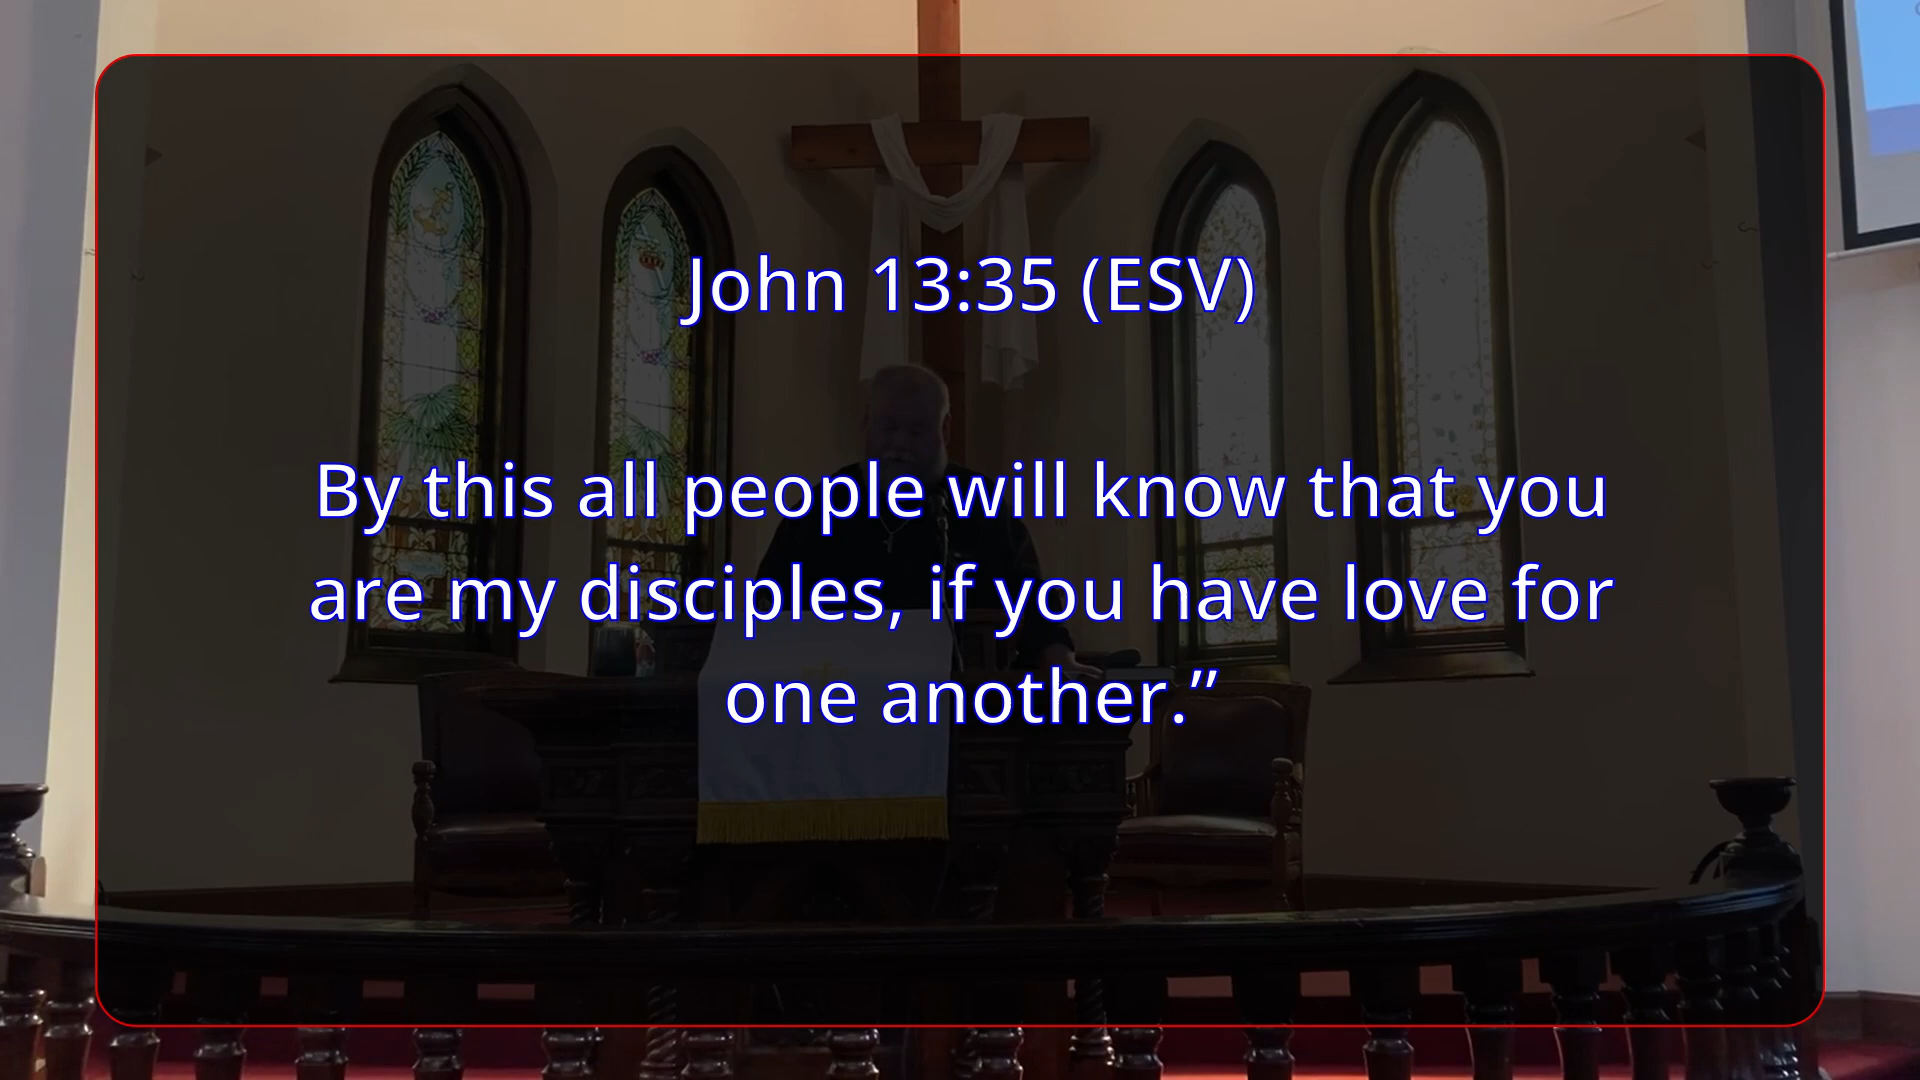 John 13:35 (ESV)
By this all people will know that you
are my disciples, if you have love for
one another.”